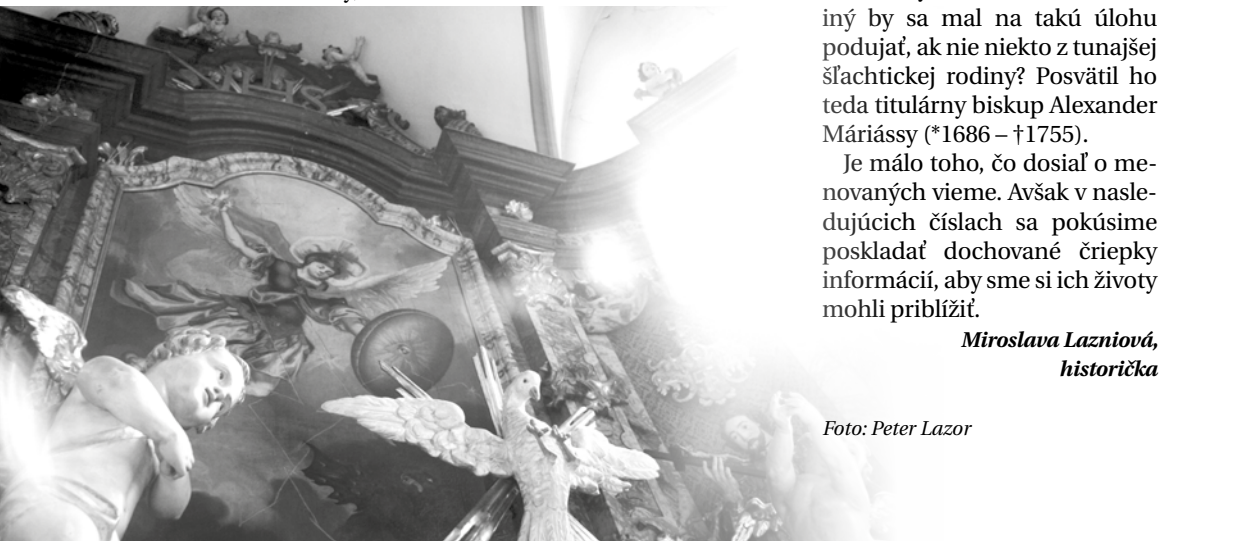 iný by sa mal na takú úlohu
podujať, ak nie niekto z tunajšej
šľachtickej rodiny? Posvätil ho
teda titulárny biskup Alexander
Máriássy (*1686 – †1755).
Je málo toho, čo dosiaľ o me-
novaných vieme. Avšak v nasle-
dujúcich číslach sa pokúsime
poskladať dochované čriepky
informácií, aby sme si ich životy
mohli priblížiť.
Miroslava Lazniová,
historička
Foto: Peter Lazor